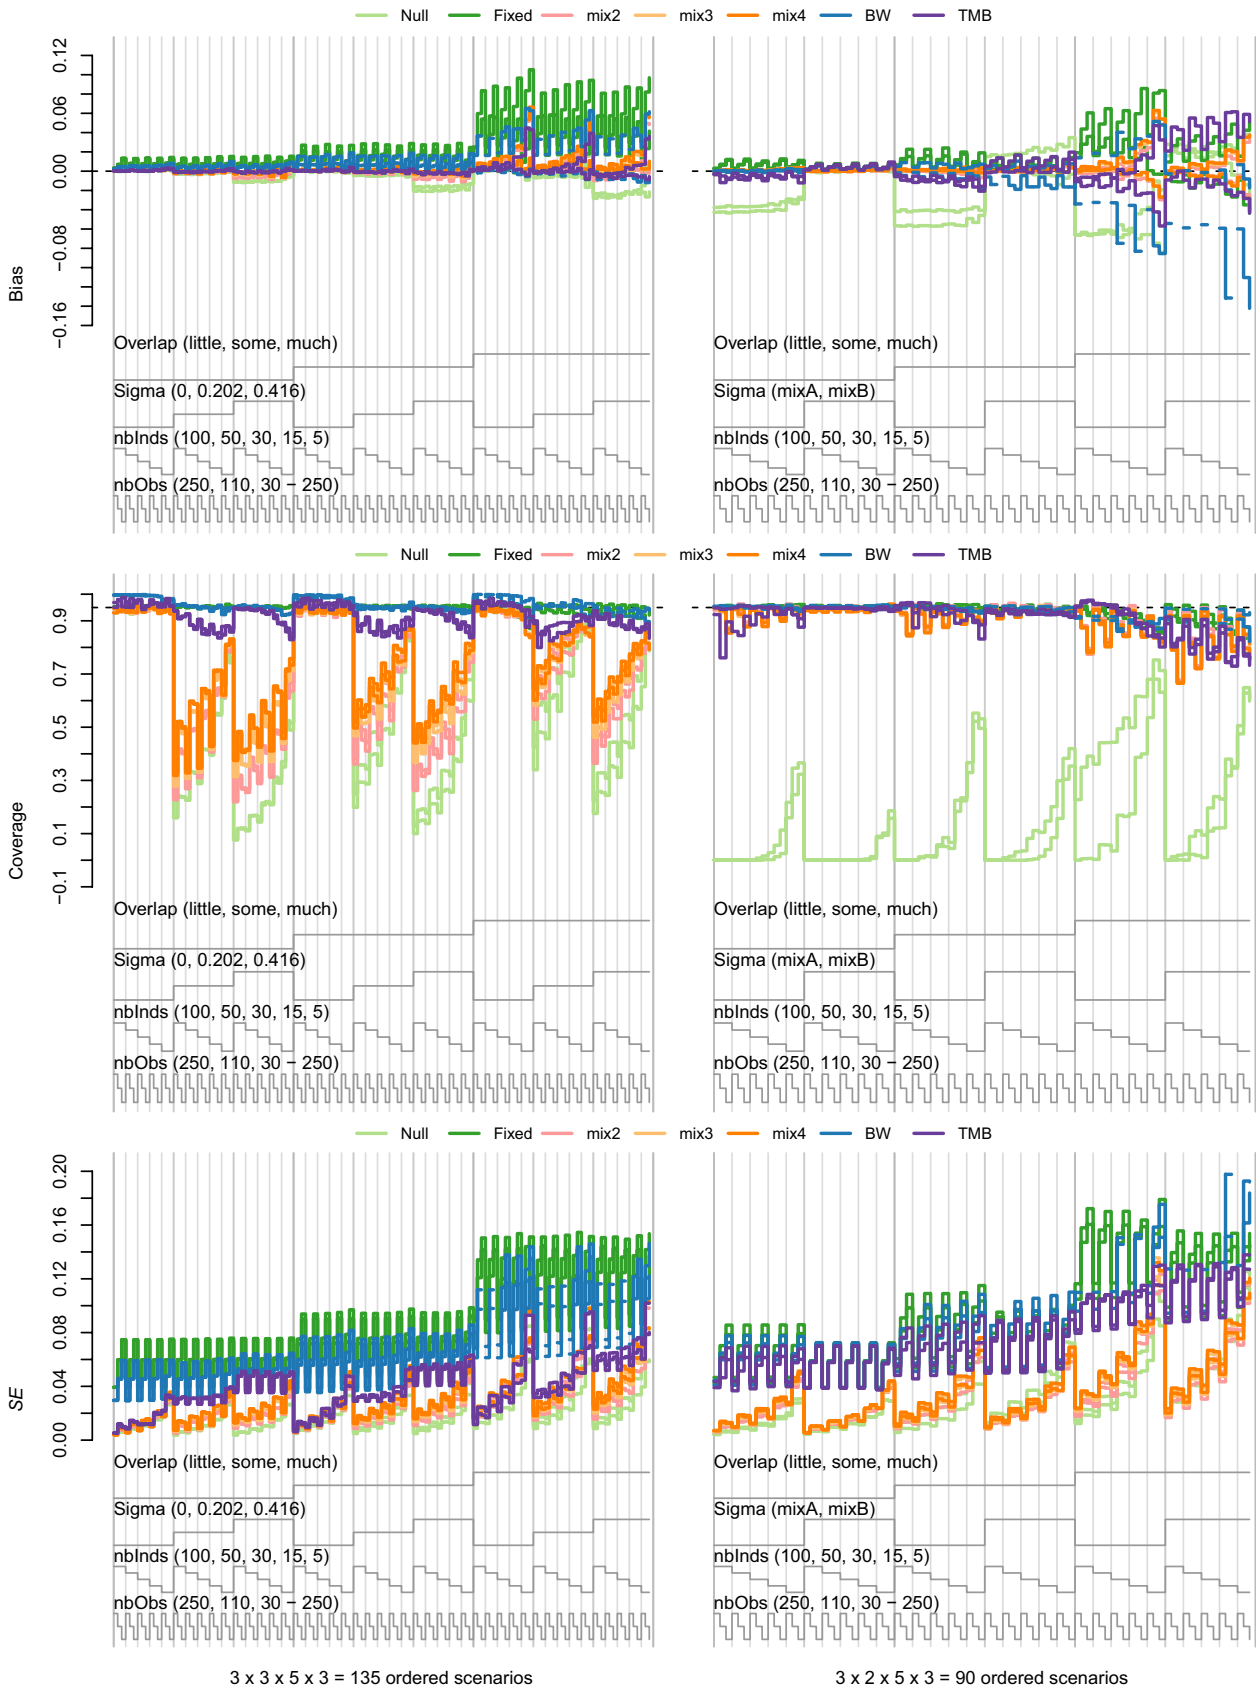 Null Fixed mix2 mix3 mix4 BW TMB
Bias
0.12
0.06
0.00
−0.08
−0.16
Overlap (little, some, much)
Sigma (0, 0.202, 0.416)
nbInds (100, 50, 30, 15, 5)
nbObs (250, 110, 30 − 250)
Overlap (little, some, much)
Sigma (mixA, mixB)
nbInds (100, 50, 30, 15, 5)
nbObs (250, 110, 30 − 250)
Null Fixed mix2 mix3 mix4 BW TMB
Coverage
0.9
0.7
0.5
0.3
0.1
−0.1
Overlap (little, some, much)
Sigma (0, 0.202, 0.416)
nbInds (100, 50, 30, 15, 5)
nbObs (250, 110, 30 − 250)
Overlap (little, some, much)
Sigma (mixA, mixB)
nbInds (100, 50, 30, 15, 5)
nbObs (250, 110, 30 − 250)
Null Fixed mix2 mix3 mix4 BW TMB
SE
0.20
0.16
0.12
0.08
0.04
0.00
Overlap (little, some, much)
Sigma (0, 0.202, 0.416)
nbInds (100, 50, 30, 15, 5)
nbObs (250, 110, 30 − 250)
Overlap (little, some, much)
Sigma (mixA, mixB)
nbInds (100, 50, 30, 15, 5)
nbObs (250, 110, 30 − 250)
3 x 3 x 5 x 3 = 135 ordered scenarios
3 x 2 x 5 x 3 = 90 ordered scenarios